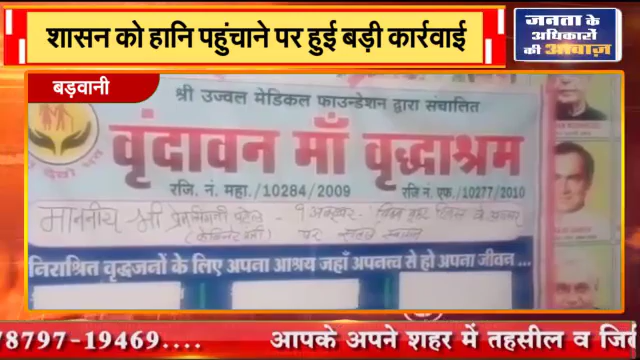 शासन को हानि पहुंचाने पर हुई बड़ी कार्रवाई
जनता के
अधिकारों
की आवाज़
बड़वानी
श्री उज्वल मेडिकल फाउन्डेशन द्वारा संचालित
वृंदावन माँ वृद्धाश्रम
रजि. नं. महा./10284/2009
रजि नं. एफ./10277/2010
माननीय श्री
निराश्रित वृद्धजनों के लिए अपना आश्रय जहाँ अपनत्व से हो अपना जीवन...
78797-19469.... आपके अपने शहर में तहसील व